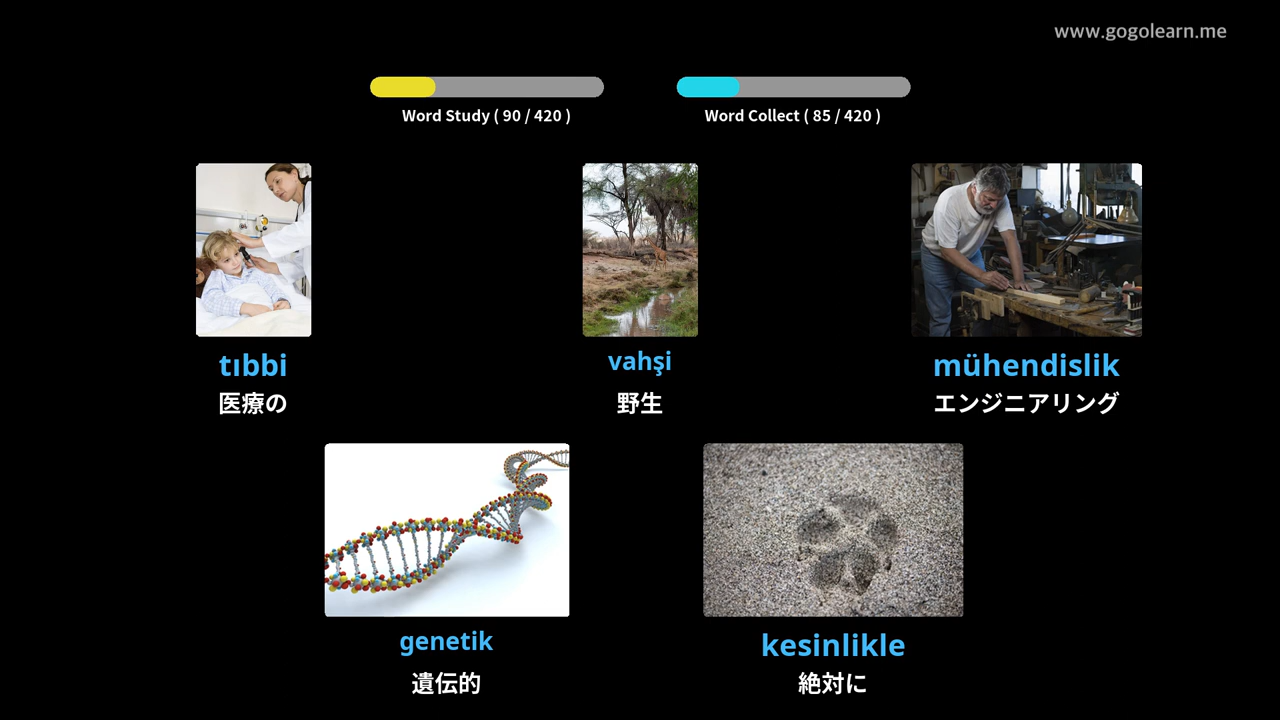 www.gogolearn.me
Word Study ( 90 / 420 )
Word Collect ( 85 / 420 )
tıbbi
医療の
vahşi
野生
mühendislik
エンジニアリング
genetik
遺伝的
kesinlikle
絶対に